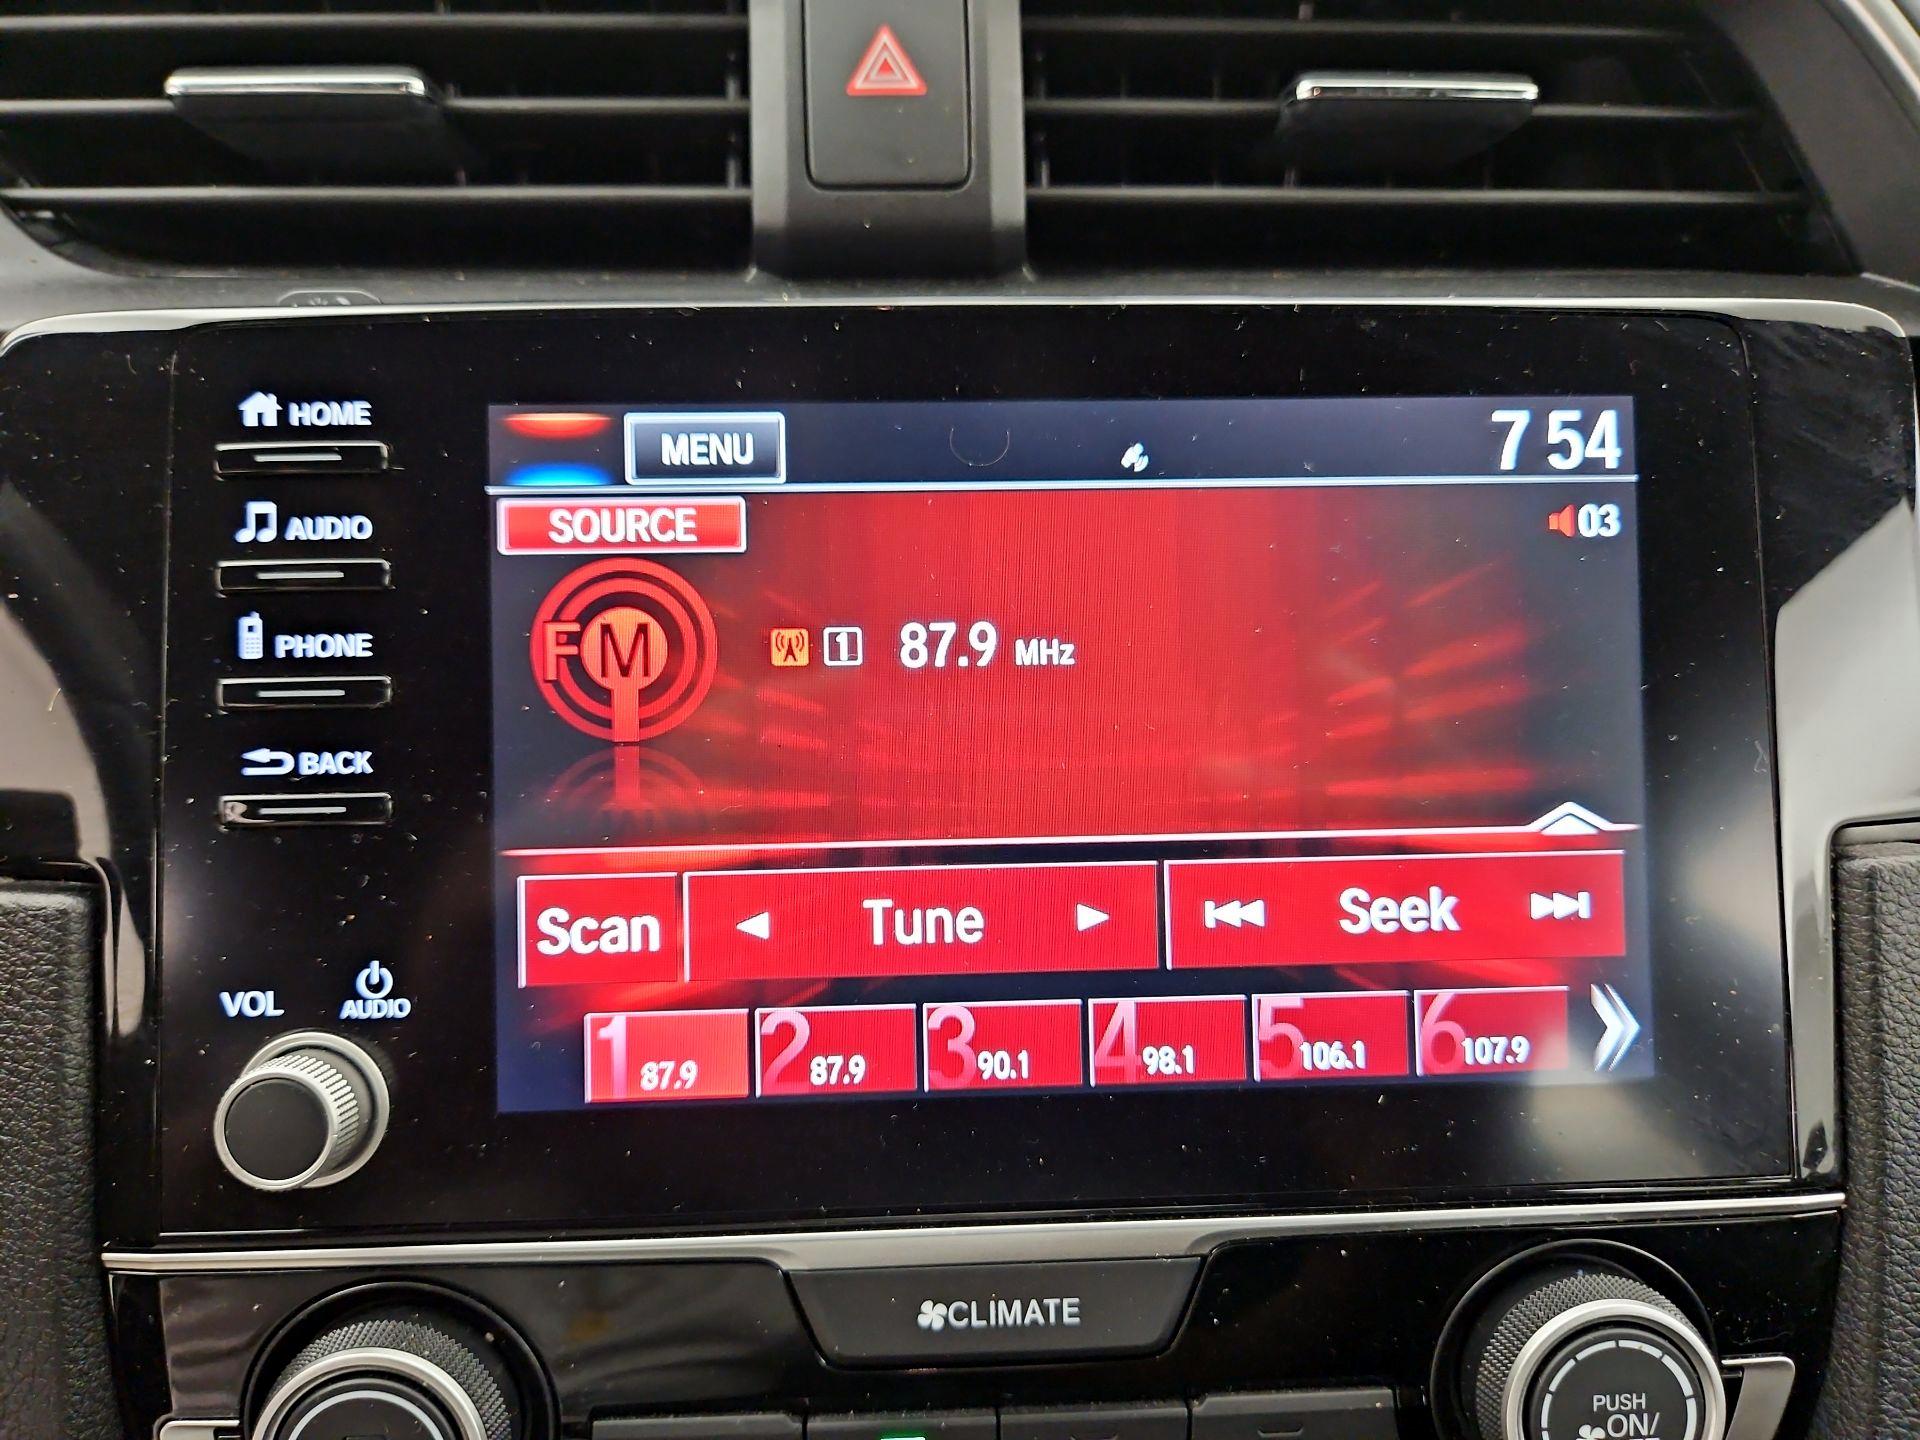 HOME
MENU
7 54
SOURCE
03
AUDIO
FM
1 87.9 MHz
PHONE
BACK
Scan Tune Seek
VOL AUDIO
1 87.9 2 87.9 3 90.1 4 98.1 5 106.1 6 107.9
CLIMATE
PUSH
ON/